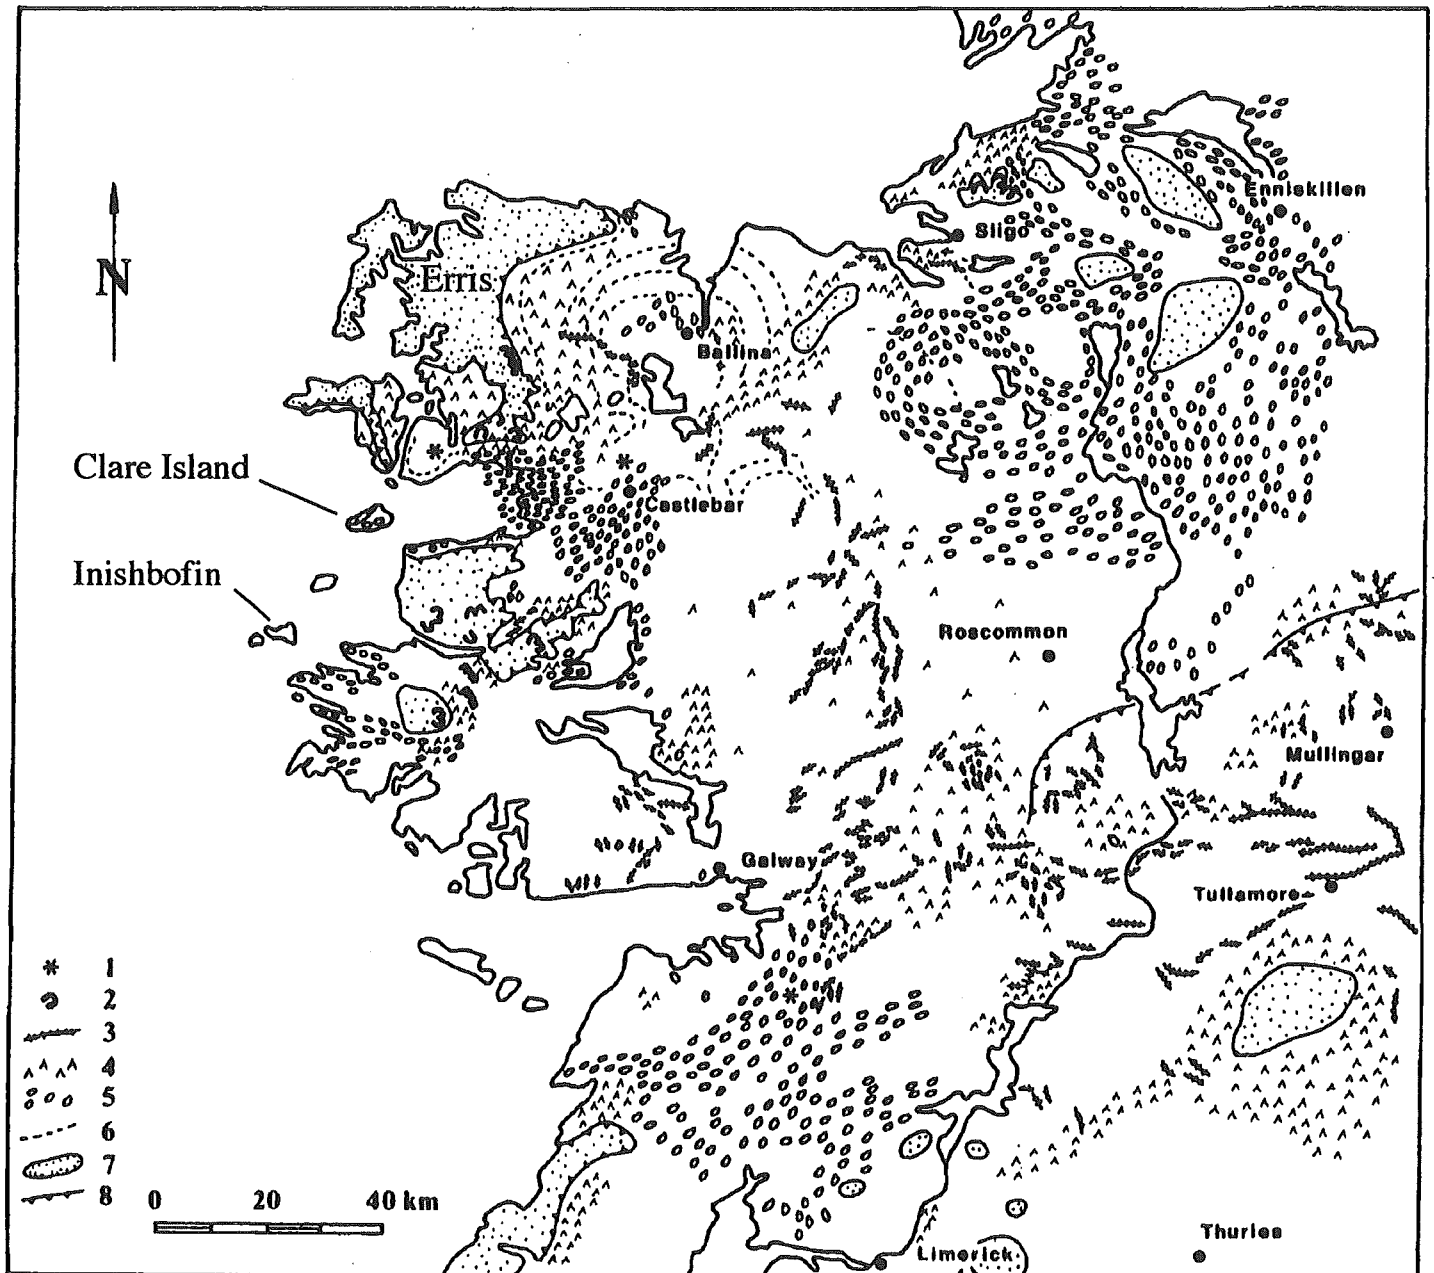 Enniskillen
Sligo
N
Erris
Ballina
Clare Island
Castlebar
Inishbofin
Roscommon
Mullingar
Galway
Tullamore
1
2
3
4
5
6
7
8
0 20 40 km
Limerick
Thurles
3